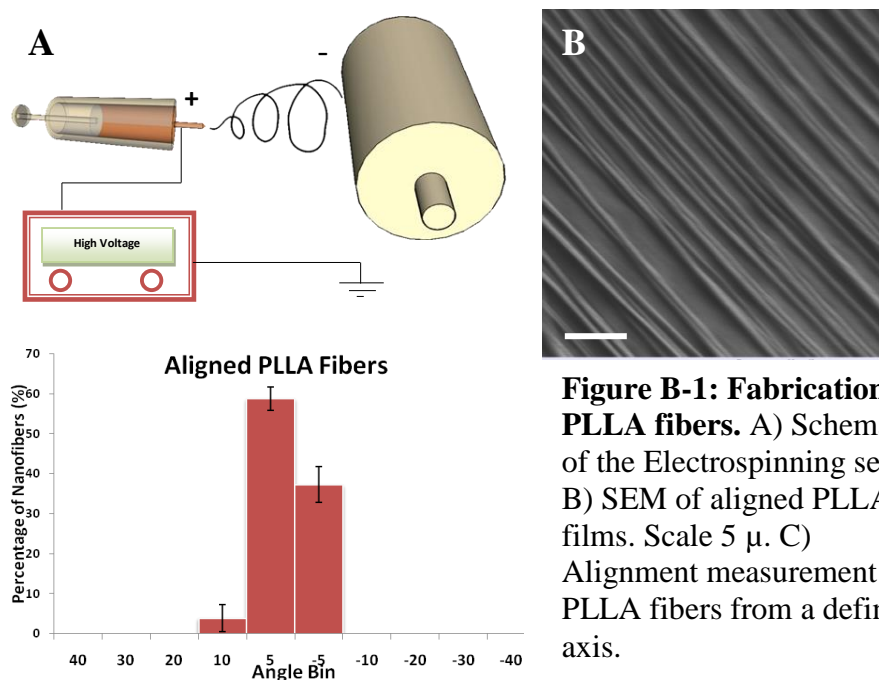 A
-
+
High Voltage
B
Aligned PLLA Fibers
Percentage of Nanofibers (%)
70
60
50
40
30
20
10
0
40 30 20 10 5 -5 -10 -20 -30 -40
Angle Bin
Figure B-1: Fabrication
PLLA fibers. A) Schem
of the Electrospinning se
B) SEM of aligned PLLA
films. Scale 5 µ. C)
Alignment measurement
PLLA fibers from a defin
axis.